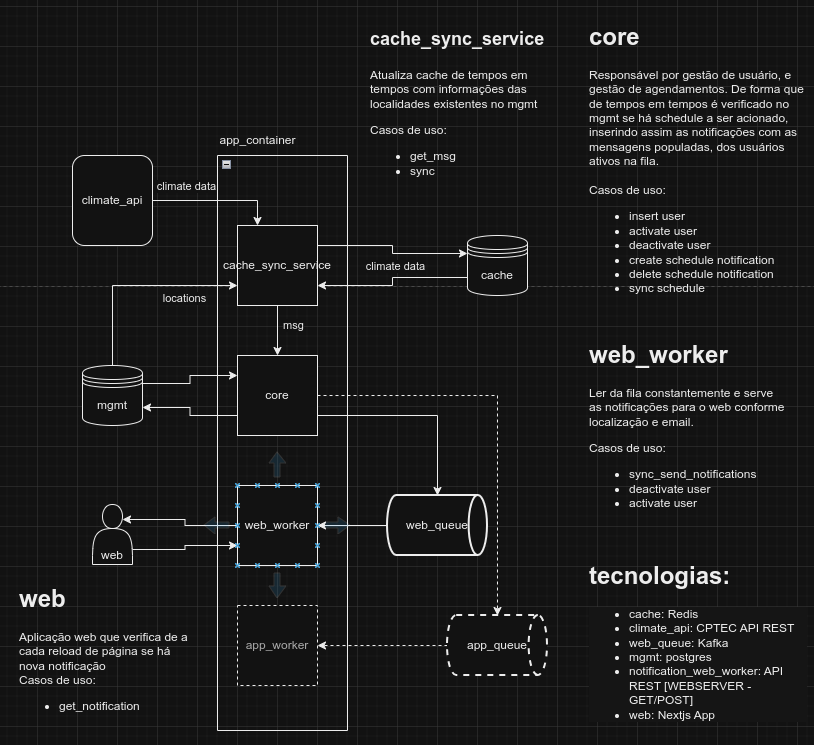 cache_sync_service
Atualiza cache de tempos em
tempos com informações das
localidades existentes no mgmt
Casos de uso:
get_msg
sync
core
Responsável por gestão de usuário, e
gestão de agendamentos. De forma que
de tempos em tempos é verificado no
mgmt se há schedule a ser acionado,
inserindo assim as notificações com as
mensagens populadas, dos usuários
ativos na fila.
Casos de uso:
insert user
activate user
deactivate user
create schedule notification
delete schedule notification
sync schedule
app_container
climate_api
climate data
cache_sync_service
climate data
cache
locations
msg
mgmt
core
web_worker
Ler da fila constantemente e serve
as notificações para o web conforme
localização e email.
Casos de uso:
sync_send_notifications
deactivate user
activate user
web
web_worker
web_queue
app_worker
app_queue
web
Aplicação web que verifica de a
cada reload de página se há
nova notificação
Casos de uso:
get_notification
tecnologias:
cache: Redis
climate_api: CPTEC API REST
web_queue: Kafka
mgmt: postgres
notification_web_worker: API
REST [WEBSERVER -
GET/POST]
web: Nextjs App